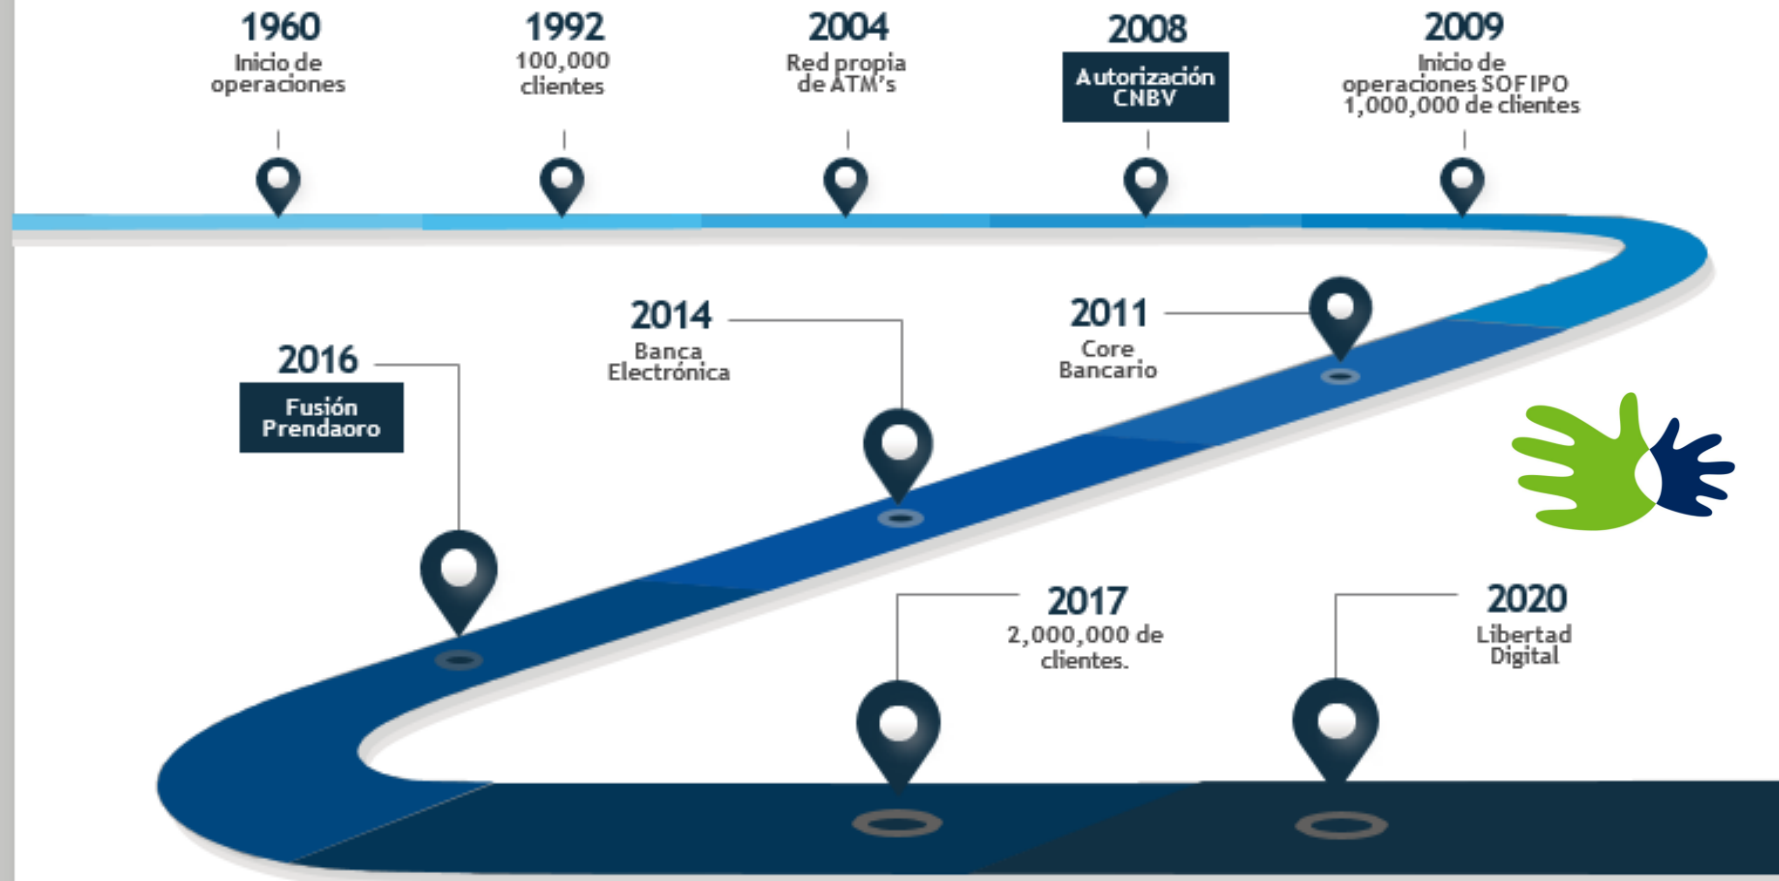 1960
Inicio de
operaciones
1992
100,000
clientes
2004
Red propia
de ATM's
2008
Autorización
CNBV
2009
Inicio de
operaciones SOFIPO
1,000,000 de clientes
2011
Core
Bancario
2014
Banca
Electrónica
2016
Fusión
Prendaoro
2017
2,000,000 de
clientes.
2020
Libertad
Digital